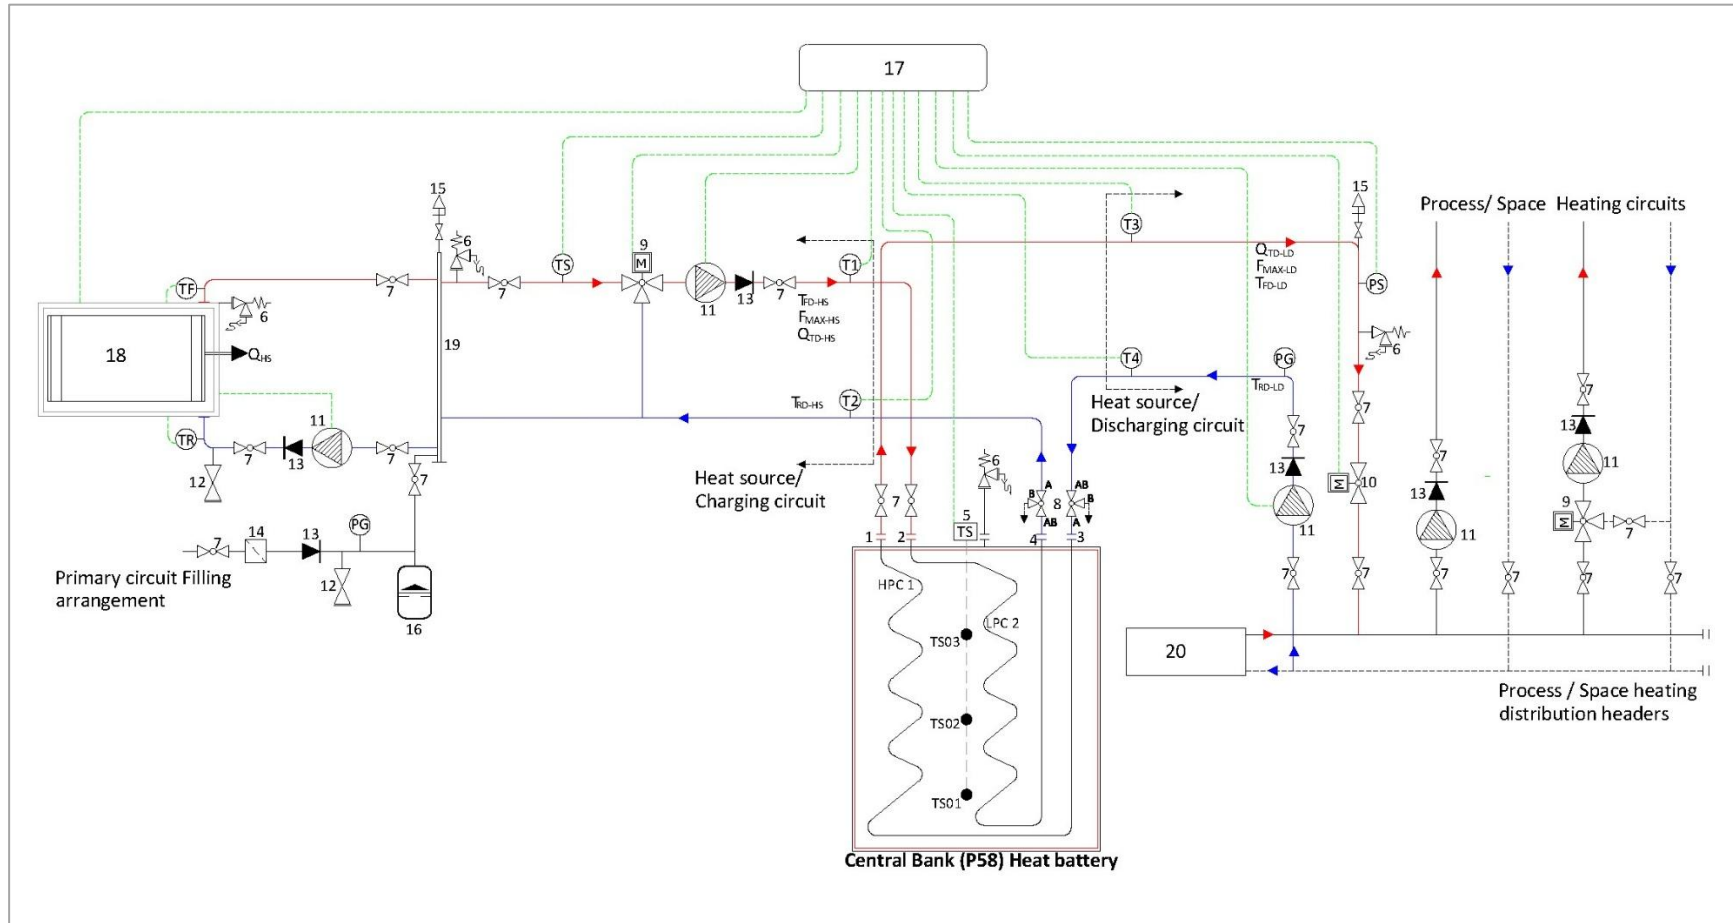 17
15
15
Process/ Space Heating circuits
T3
6
9
M
TS
T1
QTD-LD
FMAX-LD
TFD-LD
TF
7
7
11
13
7
PS
6
TFD-HS
FMAX-HS
QTD-HS
6
18
QHS
19
T4
PG
TRD-LD
TRD-HS
T2
Heat source/
Discharging circuit
7
7
11
TR
7
13
7
7
7
13
13
11
12
7
Heat source/
Charging circuit
6
7
A
B
8
AB
AB
B
A
13
11
M
10
7
13
11
9
M
7
5
TS
1
2
4
3
7
14
13
PG
12
16
Primary circuit Filling
arrangement
7
7
7
7
7
7
HPC 1
LPC 2
TS03
TS02
TS01
20
Process / Space heating
distribution headers
Central Bank (P58) Heat battery